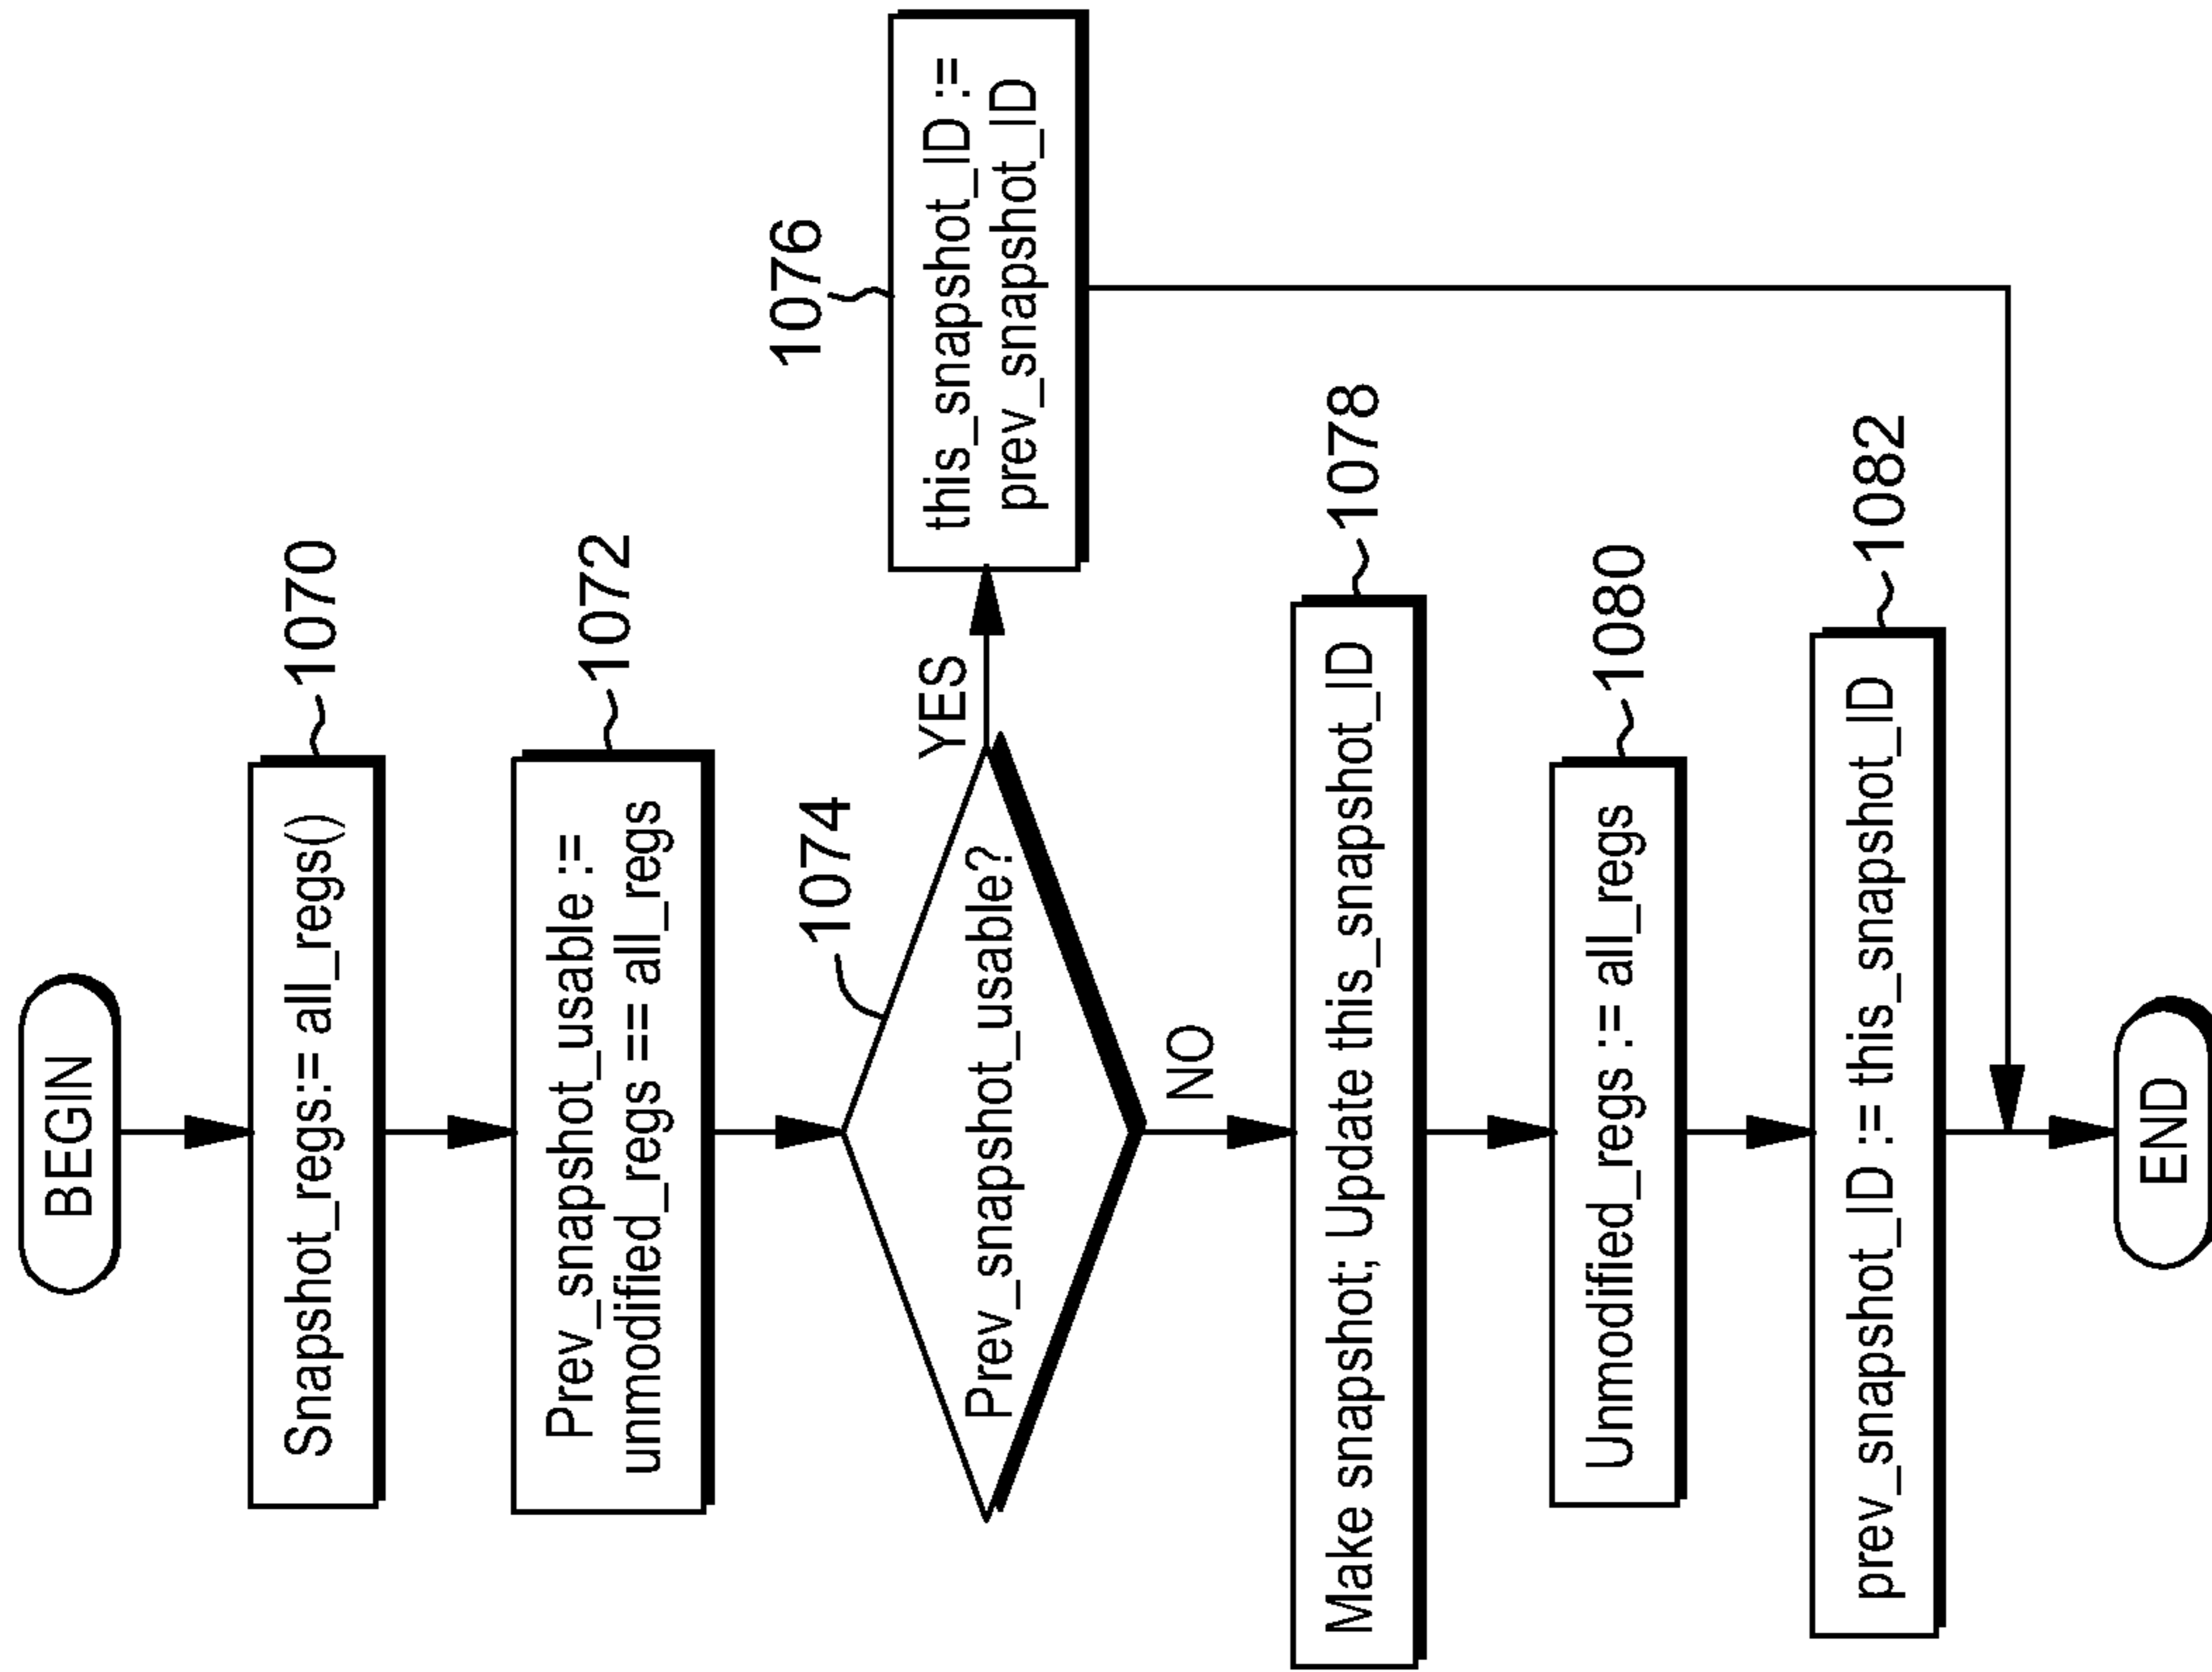 BEGIN
Snapshot_regs:= all_regs()
1070
Prev_snapshot_usable :=
unmodified_regs == all_regs
1072
Prev_snapshot_usable?
1074
YES
this_snapshot_ID :=
prev_snapshot_ID
1076
NO
Make snapshot; Update this_snapshot_ID
1078
Unmodified_regs := all_regs
1080
prev_snapshot_ID := this_snapshot_ID
1082
END